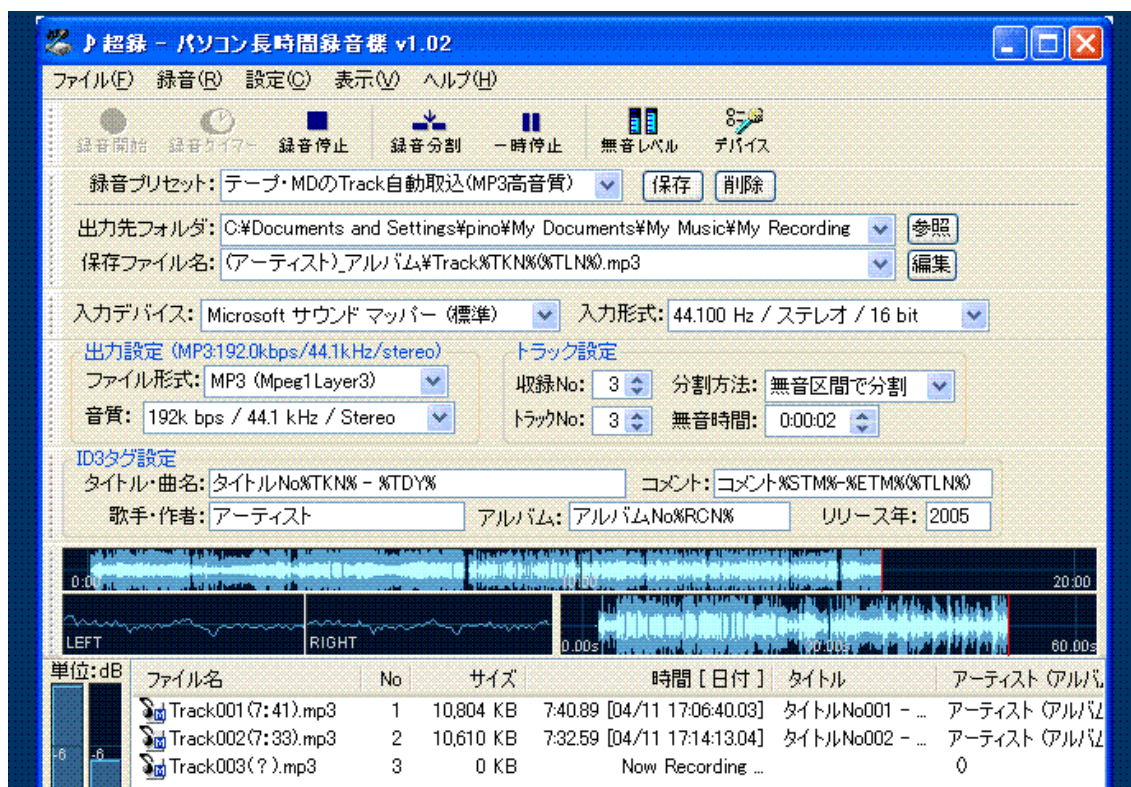 ♪超録 - パソコン長時間録音機 v1.02
ファイル(F) 録音(R) 設定(C) 表示(V) ヘルプ(H)
録音開始 録音タイマー 録音停止 録音分割 一時停止 無音レベル デバイス
録音プリセット: テープ・MDのTrack自動取込(MP3高音質) 保存 削除
出力先フォルダ: C:¥Documents and Settings¥pino¥My Documents¥My Music¥My Recording 参照
保存ファイル名: (アーティスト)_アルバム¥Track%TKN%(%TLN%).mp3 編集
入力デバイス: Microsoft サウンド マッパー (標準) 入力形式: 44.100 Hz / ステレオ / 16 bit
出力設定 (MP3:192.0kbps/44.1kHz/stereo) トラック設定
ファイル形式: MP3 (Mpeg1Layer3) 収録No: 3 分割方法: 無音区間で分割
音質: 192k bps / 44.1 kHz / Stereo トラックNo: 3 無音時間: 0:00:02
ID3タグ設定
タイトル・曲名: タイトルNo%TKN% - %TDY% コメント: コメント%STM%-%ETM%(%TLN%)
歌手・作者: アーティスト アルバム: アルバムNo%RCN% リリース年: 2005
0:00 10:00 20:00
LEFT RIGHT 0.00s 30.00s 60.00s
単位:dB ファイル名 No サイズ 時間 [ 日付 ] タイトル アーティスト (アルバム
Track001(7:41).mp3 1 10,804 KB 7:40.89 [04/11 17:06:40.03] タイトルNo001 - ... アーティスト (アルバ
-6 -6 Track002(7:33).mp3 2 10,610 KB 7:32.59 [04/11 17:14:13.04] タイトルNo002 - ... アーティスト (アルバ
Track003(?).mp3 3 0 KB Now Recording ... ()